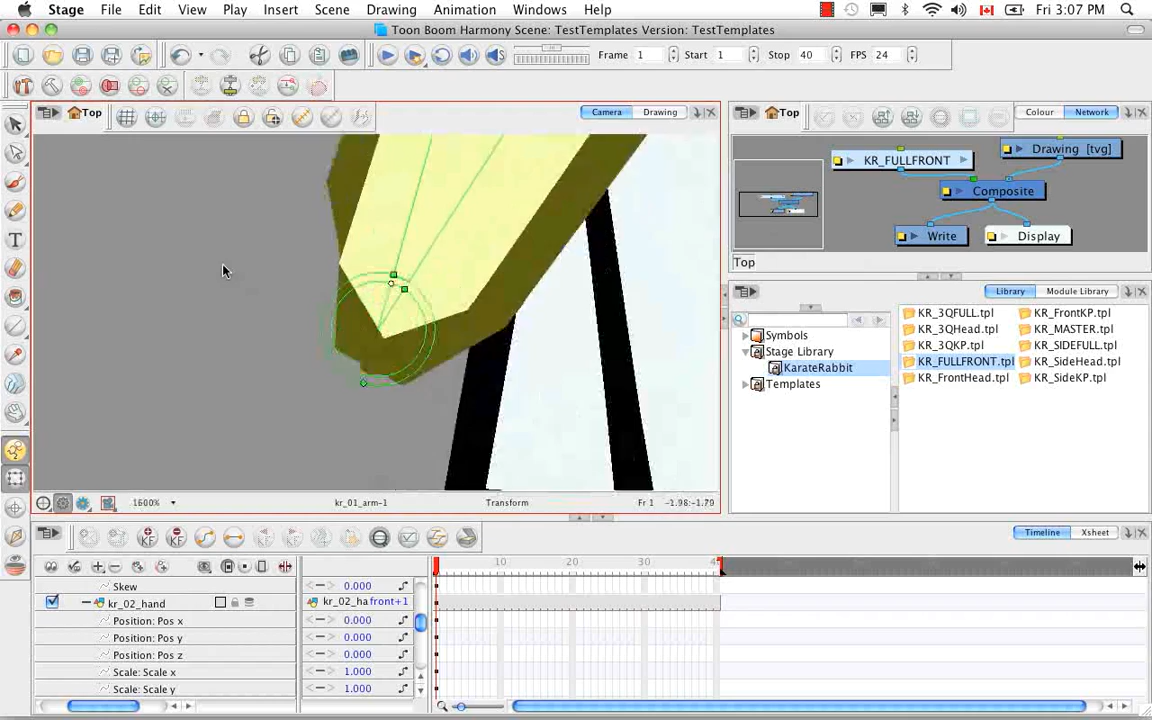 Stage File Edit View Play Insert Scene Drawing Animation Windows Help Fri 3:07 PM
Toon Boom Harmony Scene: TestTemplates Version: TestTemplates
Frame 1 Start 1 Stop 40 FPS 24
Top Camera Drawing
Top Colour Network
KR_FULLFRONT
Drawing [tvg]
Composite
Write Display
Top
Library Module Library
Symbols
Stage Library
KarateRabbit
Templates
KR_3QFULL.tpl KR_FrontKP.tpl
KR_3QHead.tpl KR_MASTER.tpl
KR_3QKP.tpl KR_SIDEFULL.tpl
KR_FULLFRONT.tpl KR_SideHead.tpl
KR_FrontHead.tpl KR_SideKP.tpl
1600% kr_01_arm-1 Transform Fr 1 -1.98:-1.79
Timeline Xsheet
10 20 30
Skew 0.000
kr_02_hand kr_02_ha front+1
Position: Pos x 0.000
Position: Pos y 0.000
Position: Pos z 0.000
Scale: Scale x 1.000
Scale: Scale y 1.000